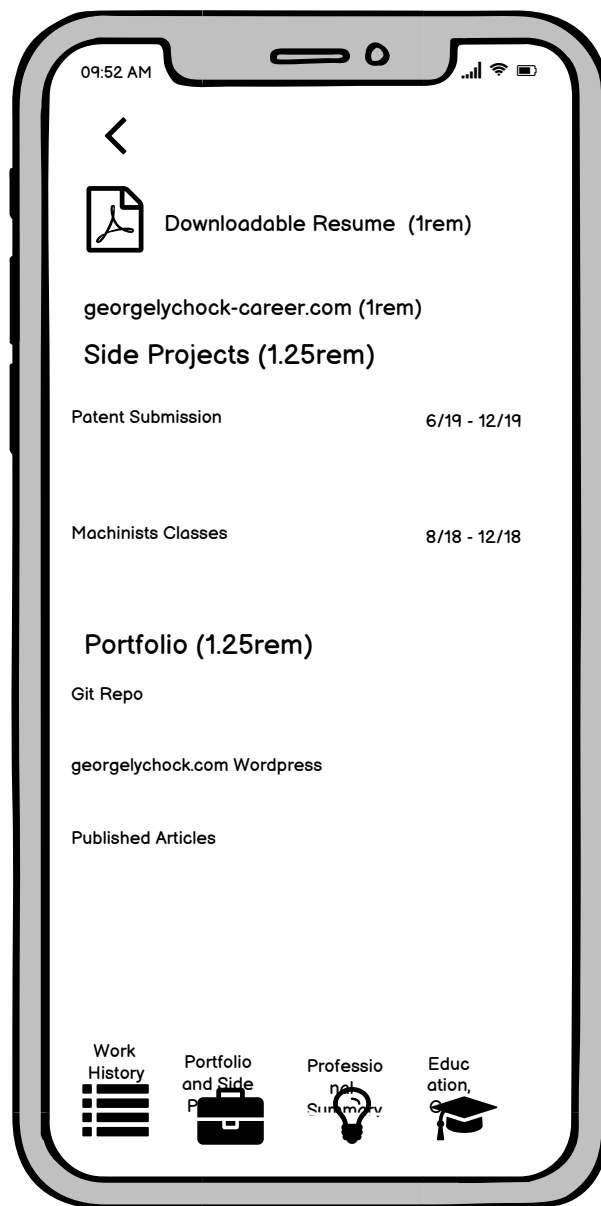 09:52 AM
Downloadable Resume (1rem)
georgelychock-career.com (1rem)
Side Projects (1.25rem)
Patent Submission
6/19 - 12/19
Machinists Classes
8/18 - 12/18
Portfolio (1.25rem)
Git Repo
georgelychock.com Wordpress
Published Articles
Work
History
Portfolio
and Side
Professio
nal
Summary
Educ
ation,